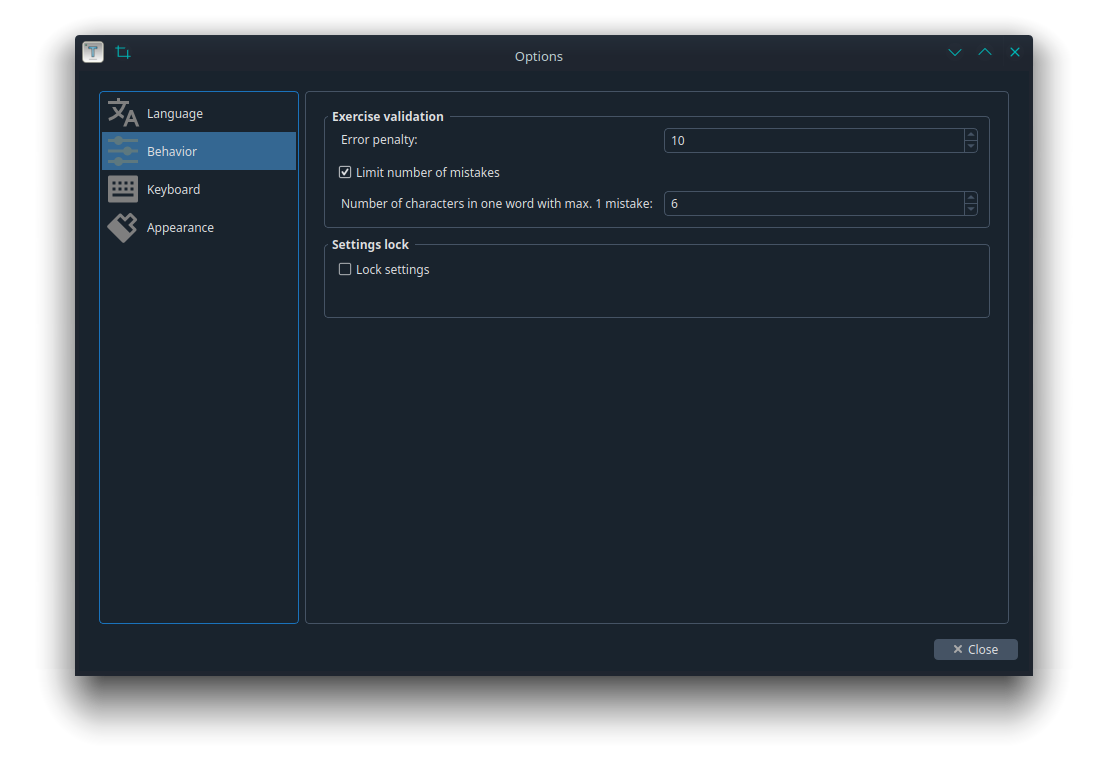 Options
Language
Behavior
Keyboard
Appearance
Exercise validation
Error penalty:
10
Limit number of mistakes
Number of characters in one word with max. 1 mistake:
6
Settings lock
Lock settings
Close